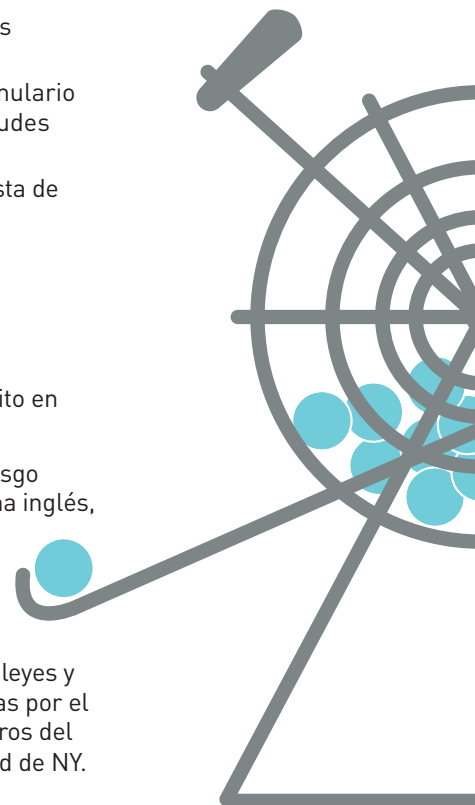 s
nulario
udes
sta de
ito en
sgo
na inglés,
leyes y
as por el
ros del
d de NY.